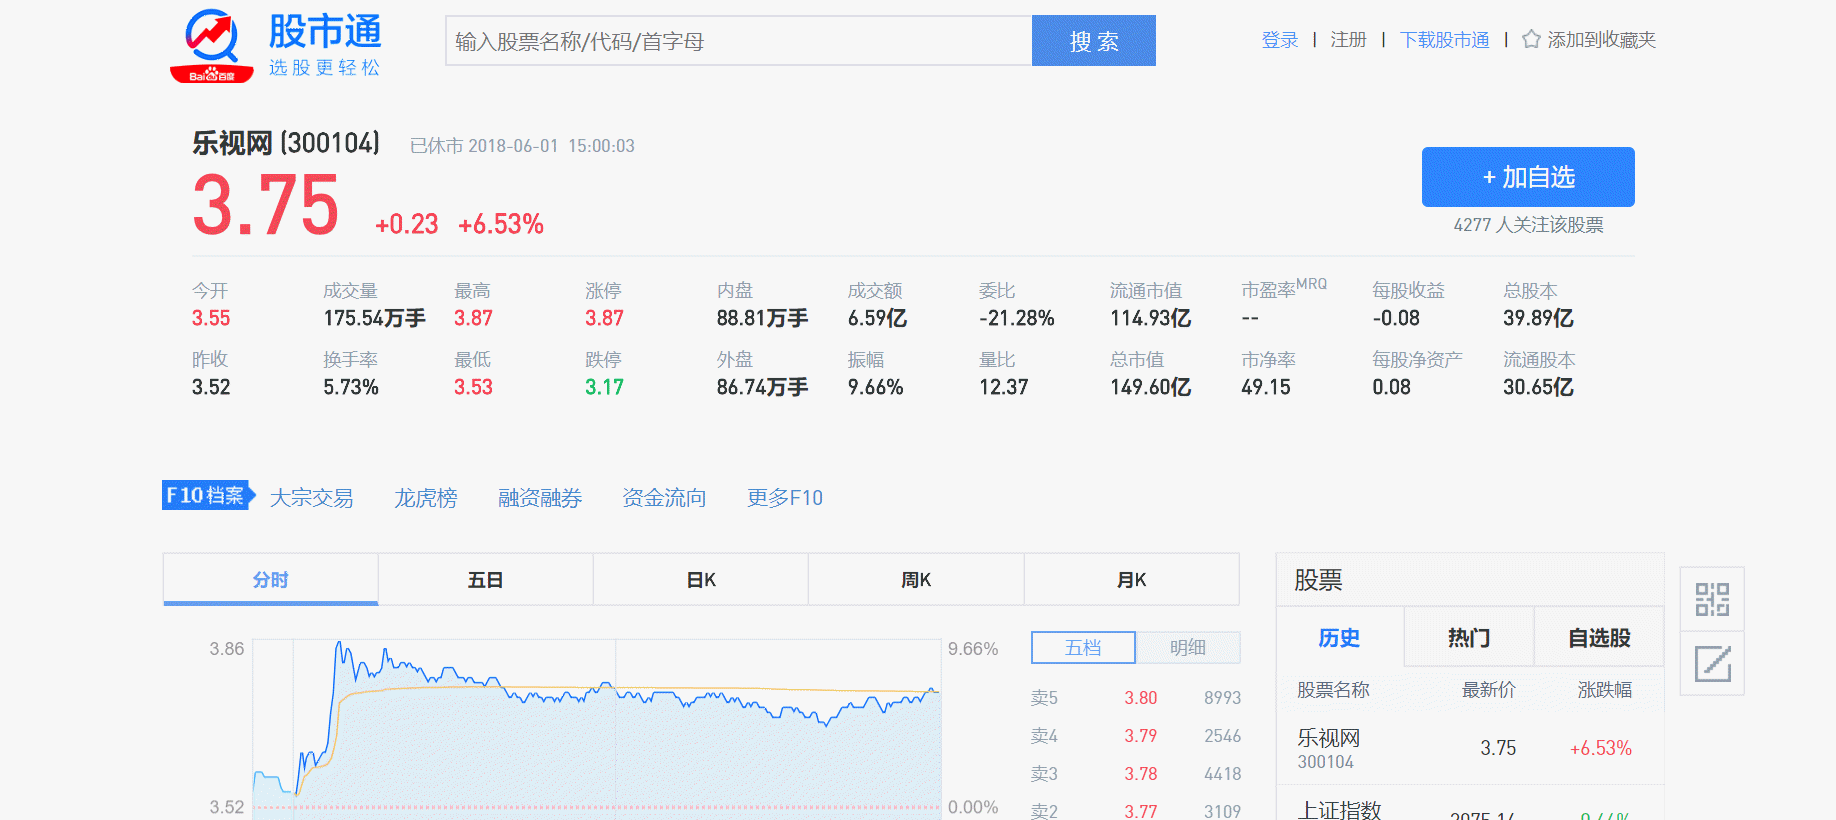 股市通
选股更轻松
Bai百度
输入股票名称/代码/首字母
搜 索
登录 | 注册 | 下载股市通 | 添加到收藏夹
乐视网 (300104) 已休市 2018-06-01 15:00:03
3.75 +0.23 +6.53%
+ 加自选
4277 人关注该股票
今开 成交量 最高 涨停 内盘 成交额 委比 流通市值 市盈率MRQ 每股收益 总股本
3.55 175.54万手 3.87 3.87 88.81万手 6.59亿 -21.28% 114.93亿 -- -0.08 39.89亿
昨收 换手率 最低 跌停 外盘 振幅 量比 总市值 市净率 每股净资产 流通股本
3.52 5.73% 3.53 3.17 86.74万手 9.66% 12.37 149.60亿 49.15 0.08 30.65亿
F10档案 大宗交易 龙虎榜 融资融券 资金流向 更多F10
分时 五日 日K 周K 月K
3.86 9.66%
3.52 0.00%
五档 明细
卖5 3.80 8993
卖4 3.79 2546
卖3 3.78 4418
卖2 3.77 3109
股票
历史 热门 自选股
股票名称 最新价 涨跌幅
乐视网 3.75 +6.53%
300104
上证指数